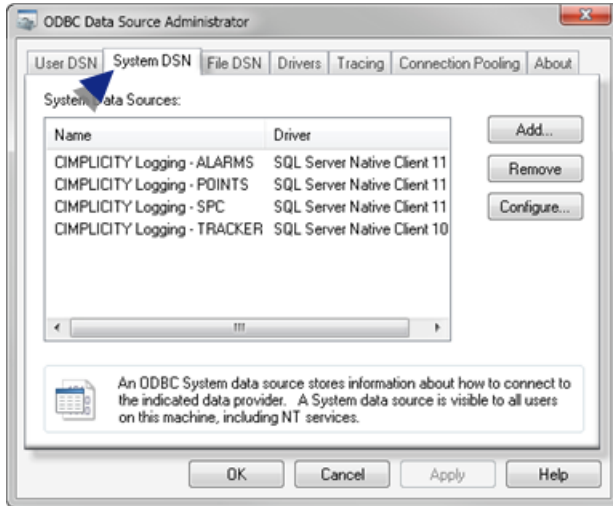 ODBC Data Source Administrator
User DSN System DSN File DSN Drivers Tracing Connection Pooling About
System Data Sources:
Name Driver
Add...
CIMPLICITY Logging - ALARMS SQL Server Native Client 11
Remove
CIMPLICITY Logging - POINTS SQL Server Native Client 11
CIMPLICITY Logging - SPC SQL Server Native Client 11
Configure...
CIMPLICITY Logging - TRACKER SQL Server Native Client 10
An ODBC System data source stores information about how to connect to
the indicated data provider. A System data source is visible to all users
on this machine, including NT services.
OK Cancel Apply Help